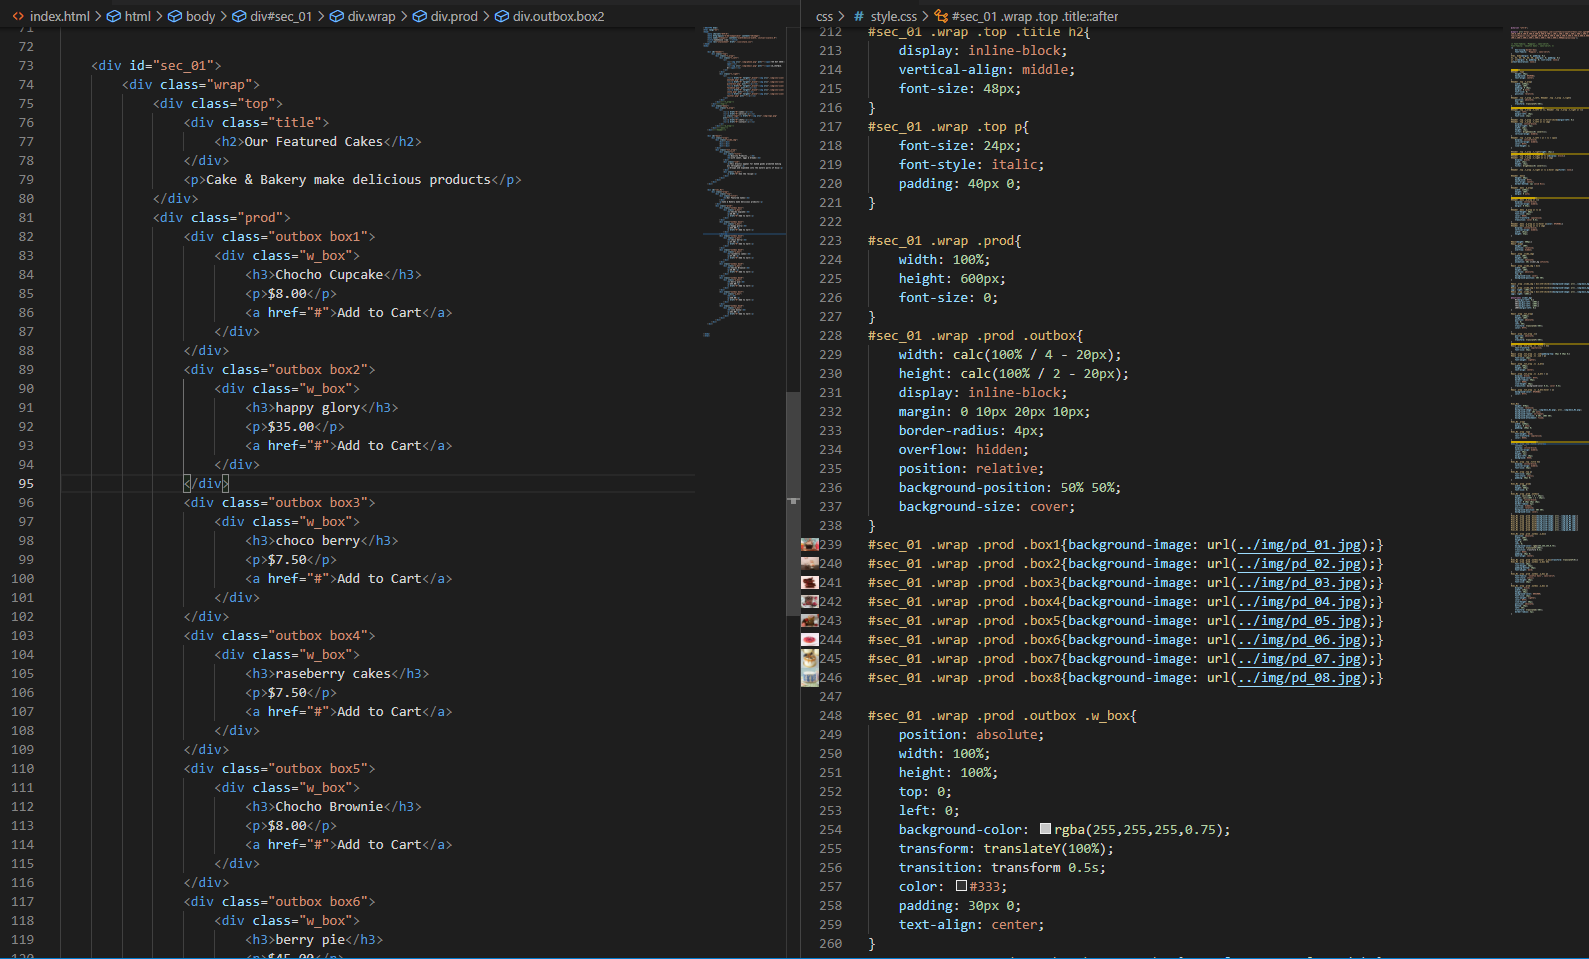 index.html > html > body > div#sec_01 > div.wrap > div.prod > div.outbox.box2
71
72
73 <div id="sec_01">
74 <div class="wrap">
75 <div class="top">
76 <div class="title">
77 <h2>Our Featured Cakes</h2>
78 </div>
79 <p>Cake & Bakery make delicious products</p>
80 </div>
81 <div class="prod">
82 <div class="outbox box1">
83 <div class="w_box">
84 <h3>Chocho Cupcake</h3>
85 <p>$8.00</p>
86 <a href="#">Add to Cart</a>
87 </div>
88 </div>
89 <div class="outbox box2">
90 <div class="w_box">
91 <h3>happy glory</h3>
92 <p>$35.00</p>
93 <a href="#">Add to Cart</a>
94 </div>
95 </div>
96 <div class="outbox box3">
97 <div class="w_box">
98 <h3>choco berry</h3>
99 <p>$7.50</p>
100 <a href="#">Add to Cart</a>
101 </div>
102 </div>
103 <div class="outbox box4">
104 <div class="w_box">
105 <h3>raseberry cakes</h3>
106 <p>$7.50</p>
107 <a href="#">Add to Cart</a>
108 </div>
109 </div>
110 <div class="outbox box5">
111 <div class="w_box">
112 <h3>Chocho Brownie</h3>
113 <p>$8.00</p>
114 <a href="#">Add to Cart</a>
115 </div>
116 </div>
117 <div class="outbox box6">
118 <div class="w_box">
119 <h3>berry pie</h3>
120 <p>$45.00</p>
css > # style.css > #sec_01 .wrap .top .title::after
212 #sec_01 .wrap .top .title h2{
213 display: inline-block;
214 vertical-align: middle;
215 font-size: 48px;
216 }
217 #sec_01 .wrap .top p{
218 font-size: 24px;
219 font-style: italic;
220 padding: 40px 0;
221 }
222
223 #sec_01 .wrap .prod{
224 width: 100%;
225 height: 600px;
226 font-size: 0;
227 }
228 #sec_01 .wrap .prod .outbox{
229 width: calc(100% / 4 - 20px);
230 height: calc(100% / 2 - 20px);
231 display: inline-block;
232 margin: 0 10px 20px 10px;
233 border-radius: 4px;
234 overflow: hidden;
235 position: relative;
236 background-position: 50% 50%;
237 background-size: cover;
238 }
239 #sec_01 .wrap .prod .box1{background-image: url(../img/pd_01.jpg);}
240 #sec_01 .wrap .prod .box2{background-image: url(../img/pd_02.jpg);}
241 #sec_01 .wrap .prod .box3{background-image: url(../img/pd_03.jpg);}
242 #sec_01 .wrap .prod .box4{background-image: url(../img/pd_04.jpg);}
243 #sec_01 .wrap .prod .box5{background-image: url(../img/pd_05.jpg);}
244 #sec_01 .wrap .prod .box6{background-image: url(../img/pd_06.jpg);}
245 #sec_01 .wrap .prod .box7{background-image: url(../img/pd_07.jpg);}
246 #sec_01 .wrap .prod .box8{background-image: url(../img/pd_08.jpg);}
247
248 #sec_01 .wrap .prod .outbox .w_box{
249 position: absolute;
250 width: 100%;
251 height: 100%;
252 top: 0;
253 left: 0;
254 background-color: rgba(255,255,255,0.75);
255 transform: translateY(100%);
256 transition: transform 0.5s;
257 color: #333;
258 padding: 30px 0;
259 text-align: center;
260 }